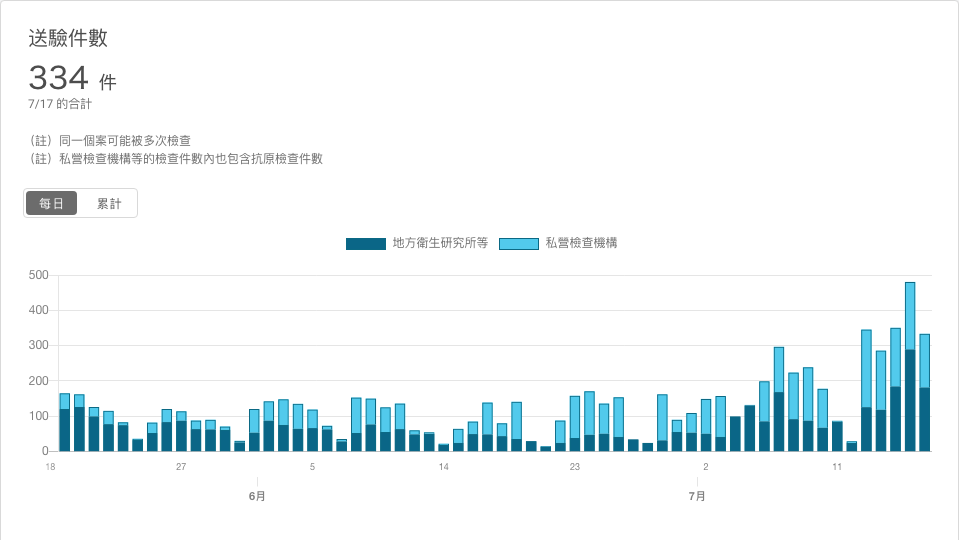 送驗件數
334 件
7/17 的合計
（註）同一個案可能被多次檢查
（註）私營檢查機構等的檢查件數內也包含抗原檢查件數
每日 累計
地方衛生研究所等 私營檢查機構
500
400
300
200
100
0
18 27 5 14 23 2 11
6月 7月